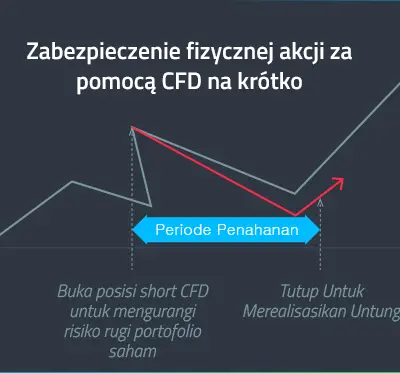 Zabezpieczenie fizycznej akcji za
pomocą CFD na krótko
Periode Penahanan
Buka posisi short CFD
untuk mengurangi
risiko rugi portofolio
saham
Tutup Untuk
Merealisasikan Untung